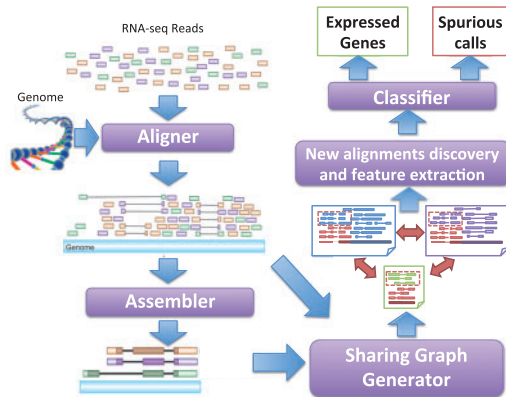 RNA-seq Reads
Genome
Aligner
Genome
Assembler
Expressed
Genes
Spurious
calls
Classifier
New alignments discovery
and feature extraction
Sharing Graph
Generator